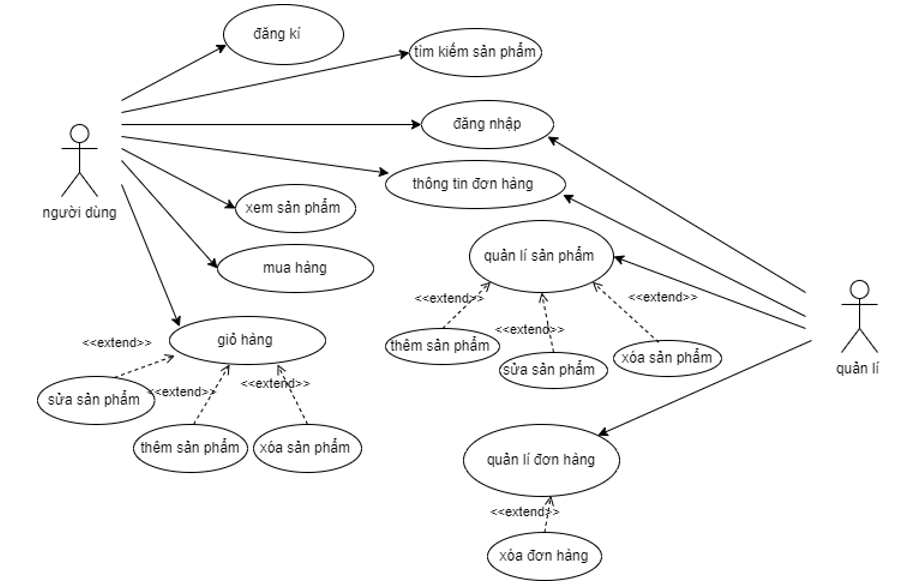 đăng kí
tìm kiếm sản phẩm
đăng nhập
thông tin đơn hàng
người dùng
xem sản phẩm
mua hàng
quản lí sản phẩm
<<extend>>
<<extend>>
<<extend>>
thêm sản phẩm
sửa sản phẩm
xóa sản phẩm
quản lí
giỏ hàng
<<extend>>
<<extend>>
<<extend>>
sửa sản phẩm
thêm sản phẩm
xóa sản phẩm
quản lí đơn hàng
<<extend>>
xóa đơn hàng